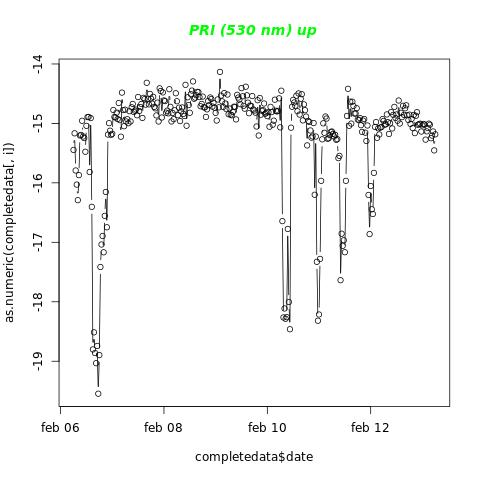 PRI (530 nm) up
as.numeric(completedata[, i])
-14
-15
-16
-17
-18
-19
feb 06 feb 08 feb 10 feb 12
completedata$date